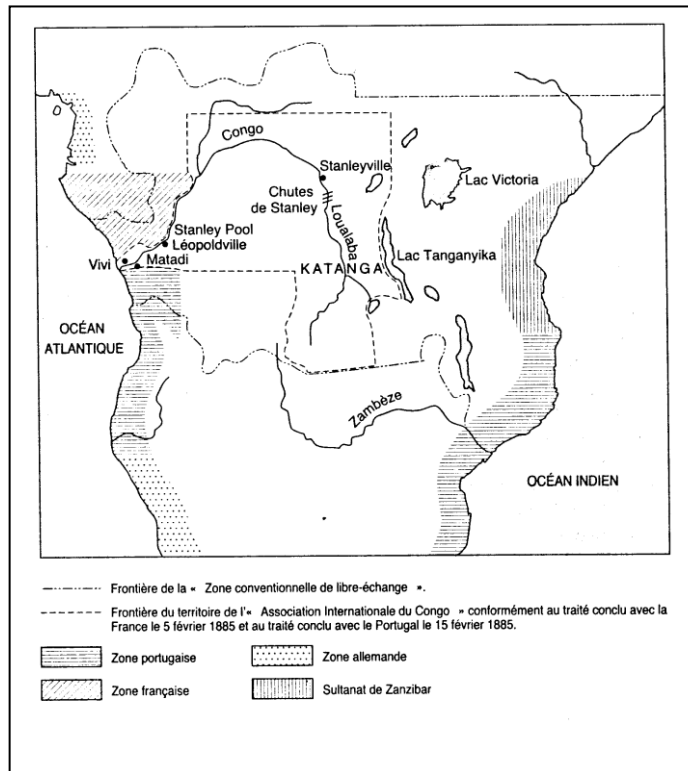 Congo
Stanleyville
Chutes
de Stanley
Loualaba
Lac Victoria
Stanley Pool
Léopoldville
Vivi
Matadi
KATANGA
Lac Tanganyika
OCÉAN
ATLANTIQUE
Zambèze
OCÉAN INDIEN
Frontière de la « Zone conventionnelle de libre-échange ».
Frontière du territoire de l'« Association Internationale du Congo » conformément au traité conclu avec la
France le 5 février 1885 et au traité conclu avec le Portugal le 15 février 1885.
Zone portugaise
Zone allemande
Zone française
Sultanat de Zanzibar